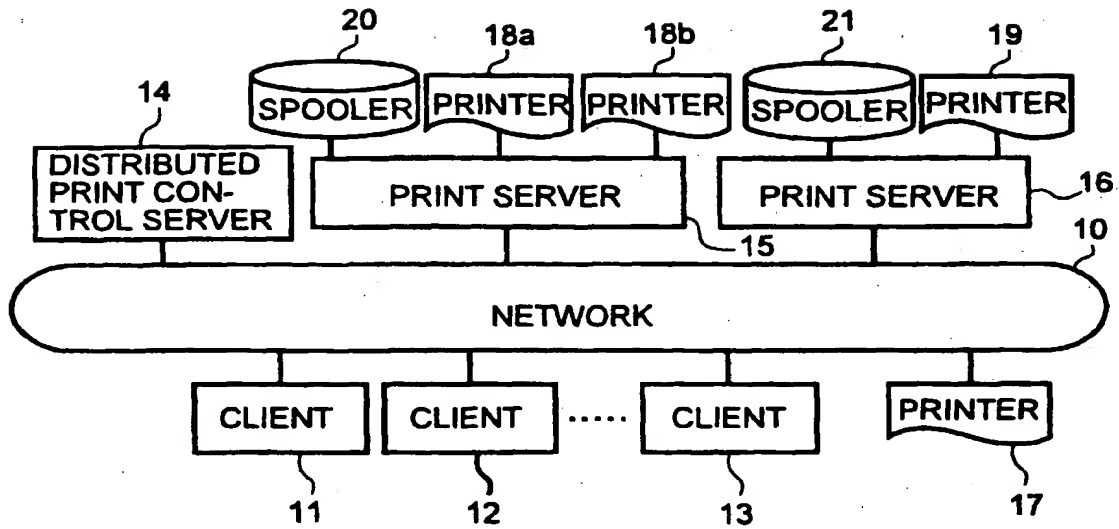 20
18a
18b
21
19
14
SPOOLER
PRINTER
PRINTER
SPOOLER
PRINTER
DISTRIBUTED
PRINT CON-
TROL SERVER
PRINT SERVER
PRINT SERVER
16
15
10
NETWORK
CLIENT
CLIENT
.....
CLIENT
PRINTER
11
12
13
17